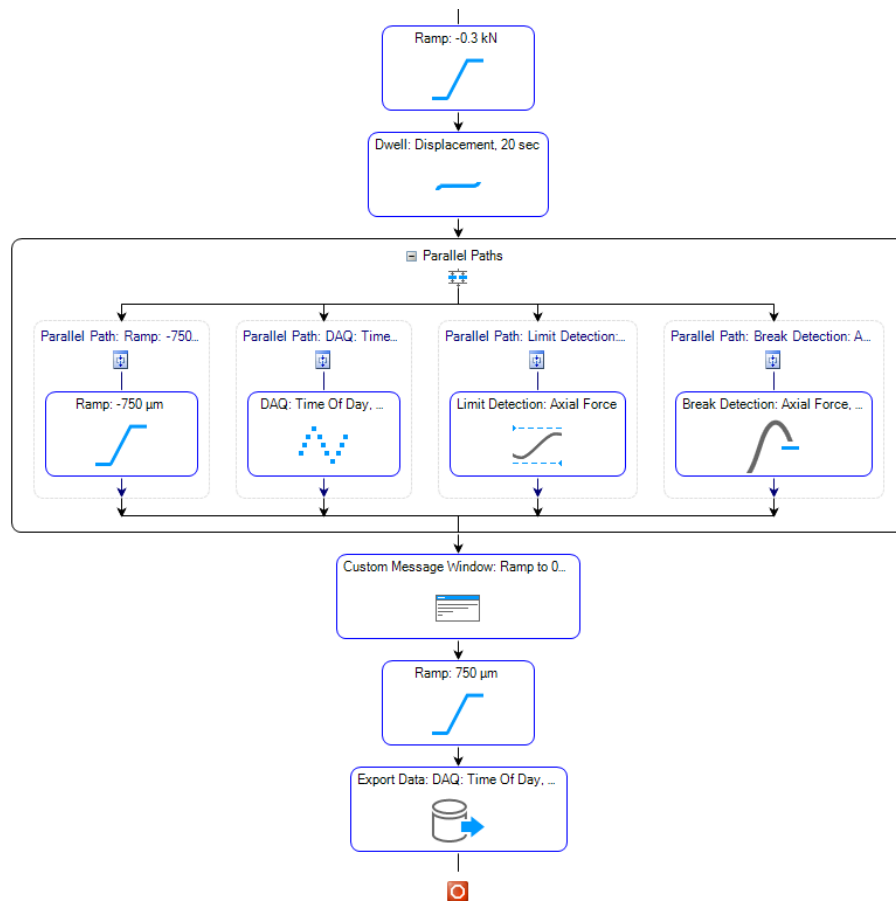 Ramp: -0.3 kN
Dwell: Displacement, 20 sec
Parallel Paths
Parallel Path: Ramp: -750...
Parallel Path: DAQ: Time...
Parallel Path: Limit Detection:...
Parallel Path: Break Detection: A...
Ramp: -750 µm
DAQ: Time Of Day, ...
Limit Detection: Axial Force
Break Detection: Axial Force, ...
Custom Message Window: Ramp to 0...
Ramp: 750 µm
Export Data: DAQ: Time Of Day, ...